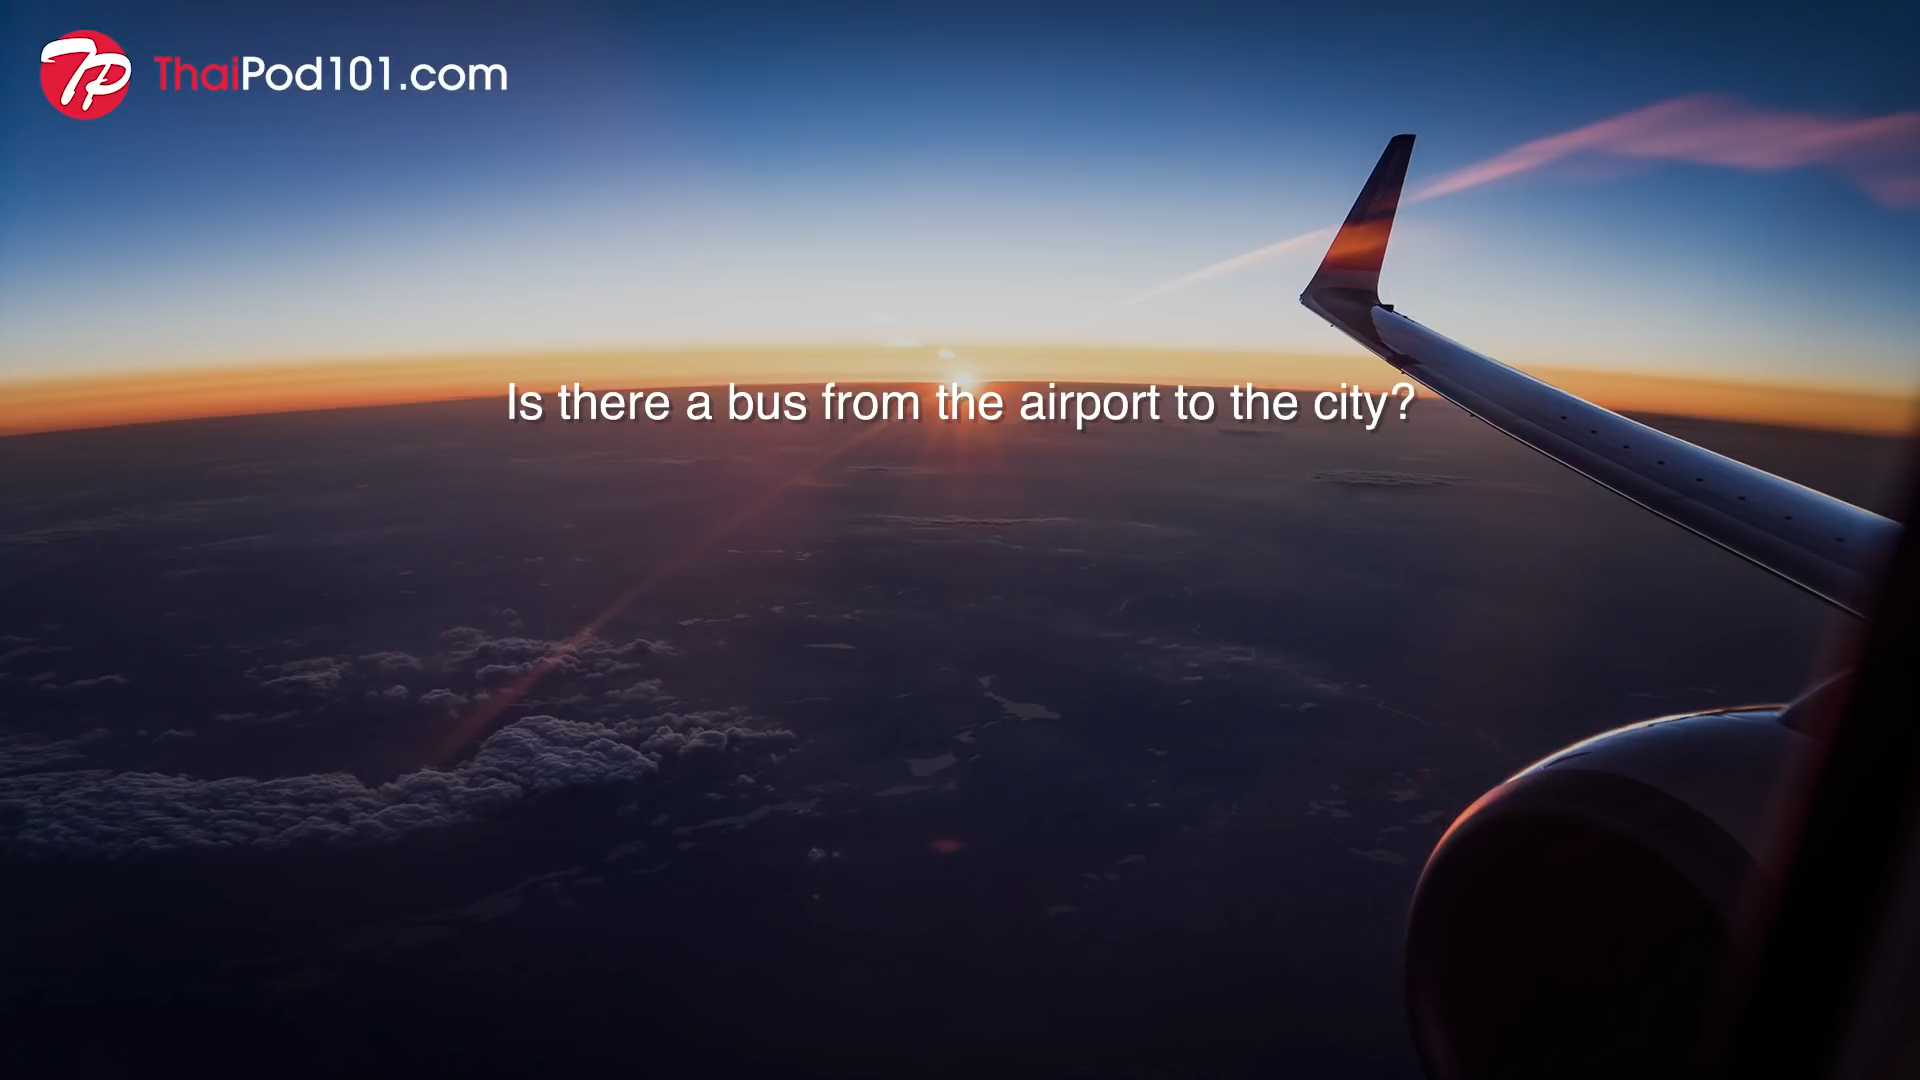 ThaiPod101.com
Is there a bus from the airport to the city?